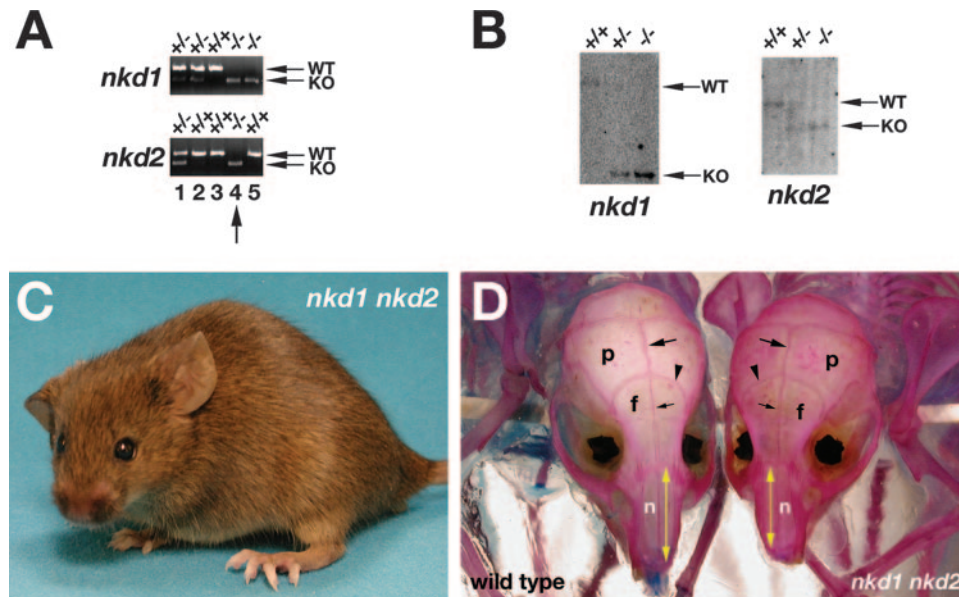 A
+/- +/- +/+ -/- -/-
nkd1
WT
KO
+/- +/+ +/+ -/- +/+
nkd2
WT
KO
1 2 3 4 5
B
+/+ +/- -/-
WT
KO
nkd1
+/+ +/- -/-
WT
KO
nkd2
C
nkd1 nkd2
D
p
p
f
f
n
n
wild type
nkd1 nkd2